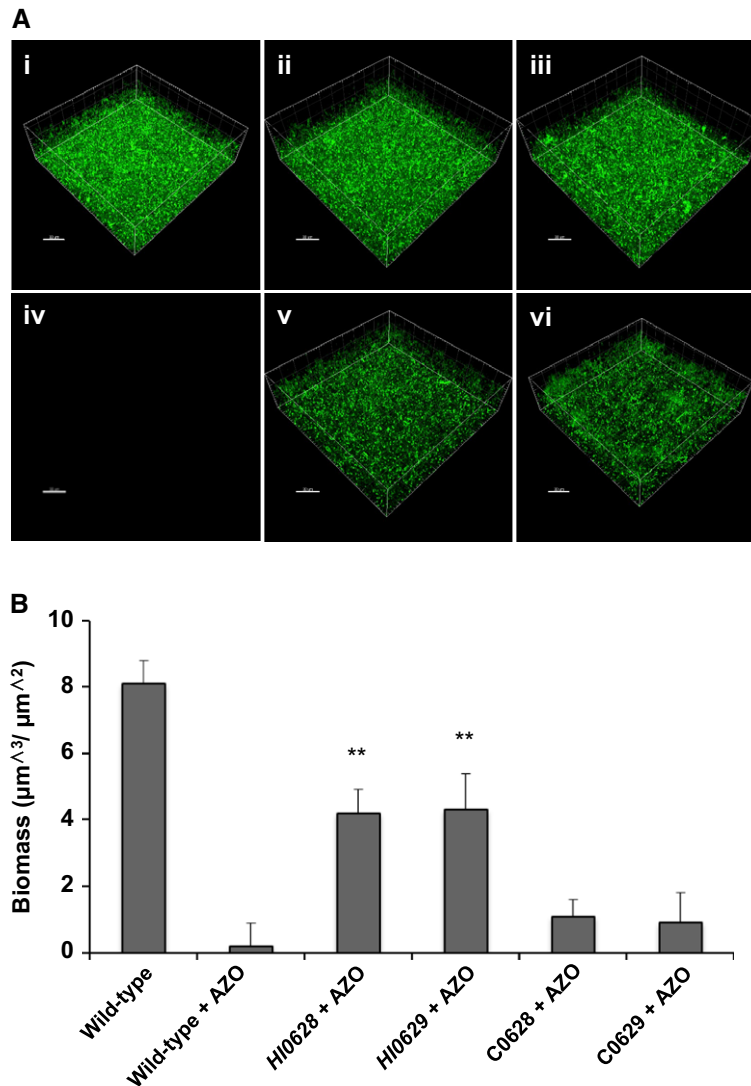 A
i
ii
iii
iv
v
vi
B
Biomass (µm^3/ µm^2)
10
8
6
4
2
0
**
**
Wild-type
Wild-type + AZO
HI0628 + AZO
HI0629 + AZO
C0628 + AZO
C0629 + AZO